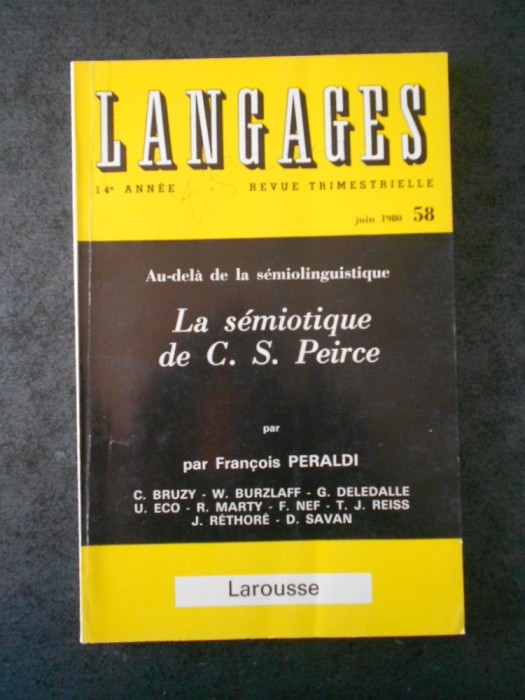 LANGAGES
14e ANNÉE REVUE TRIMESTRIELLE
juin 1980 58
Au-delà de la sémiolinguistique
La sémiotique
de C. S. Peirce
par
par François PERALDI
C. BRUZY - W. BURZLAFF - G. DELEDALLE
U. ECO - R. MARTY - F. NEF - T. J. REISS
J. RÉTHORÉ - D. SAVAN
Larousse